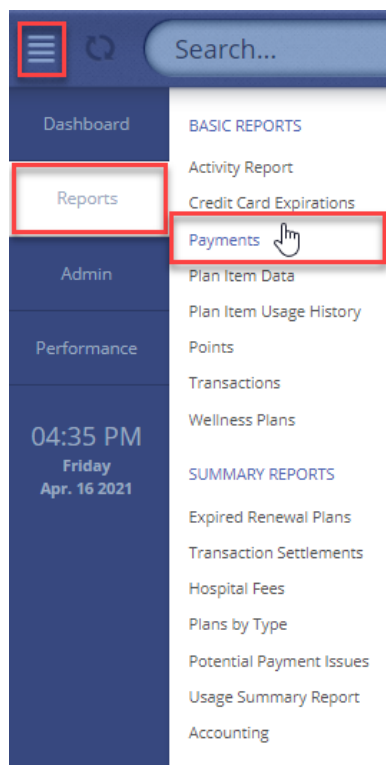 Search...
Dashboard
Reports
Admin
Performance
04:35 PM
Friday
Apr. 16 2021
BASIC REPORTS
Activity Report
Credit Card Expirations
Payments
Plan Item Data
Plan Item Usage History
Points
Transactions
Wellness Plans
SUMMARY REPORTS
Expired Renewal Plans
Transaction Settlements
Hospital Fees
Plans by Type
Potential Payment Issues
Usage Summary Report
Accounting